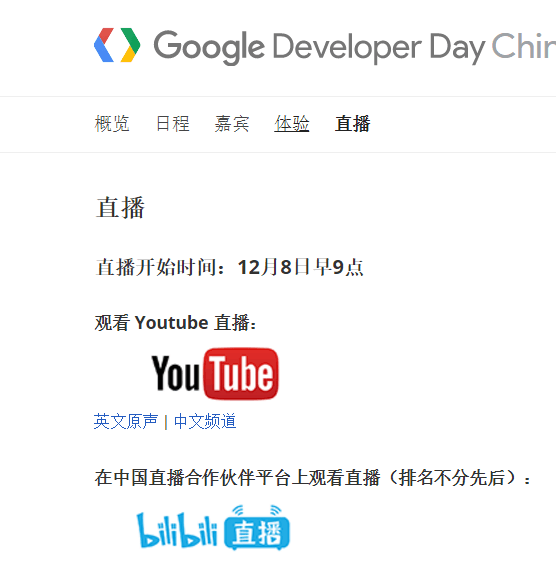 Google Developer Day Chin
概览 日程 嘉宾 体验 直播
直播
直播开始时间：12月8日早9点
观看 Youtube 直播：
YouTube
英文原声 | 中文频道
在中国直播合作伙伴平台上观看直播（排名不分先后）：
bilibili 直播